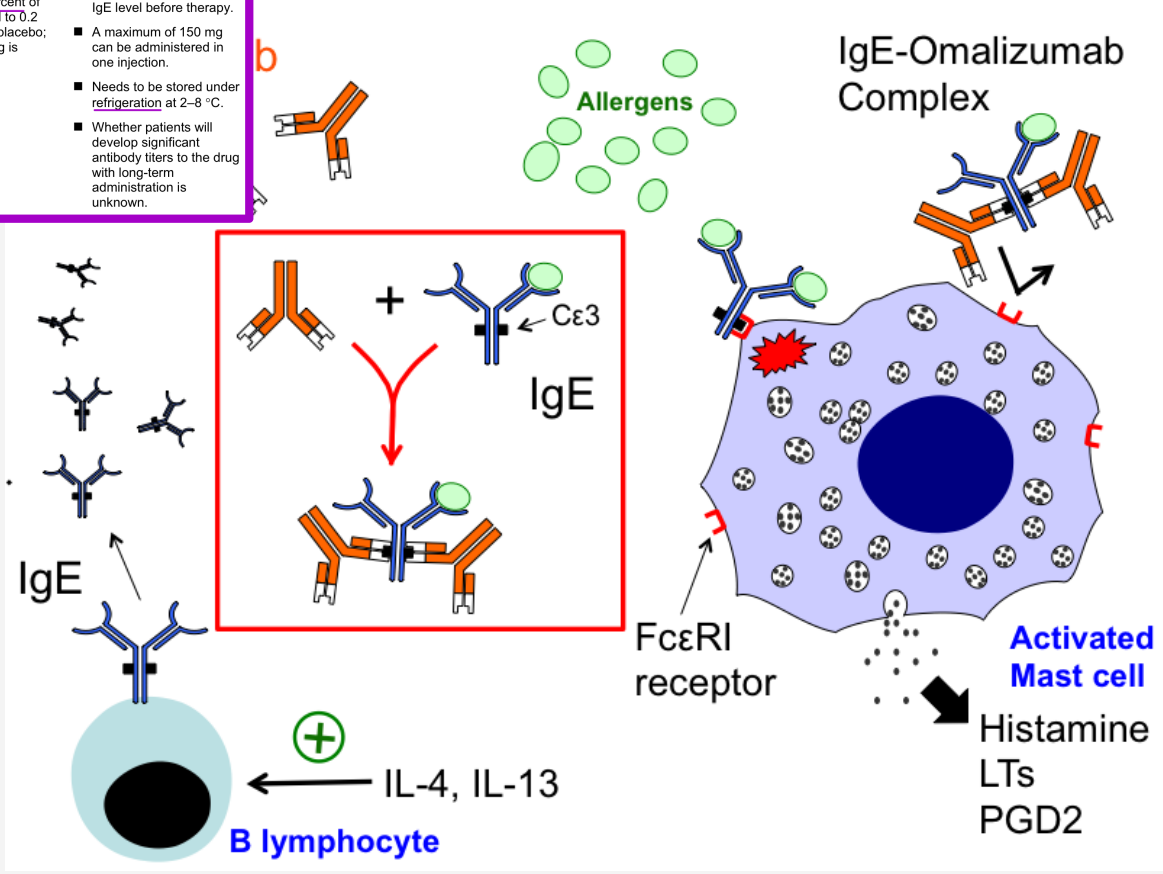 cent of
to 0.2
placebo;
g is
IgE level before therapy.
■ A maximum of 150 mg
can be administered in
one injection.
■ Needs to be stored under
refrigeration at 2–8 °C.
■ Whether patients will
develop significant
antibody titers to the drug
with long-term
administration is
unknown.
b
Allergens
IgE-Omalizumab
Complex
+
Cε3
IgE
IgE
FcεRI
receptor
Activated
Mast cell
Histamine
LTs
PGD2
+
IL-4, IL-13
B lymphocyte